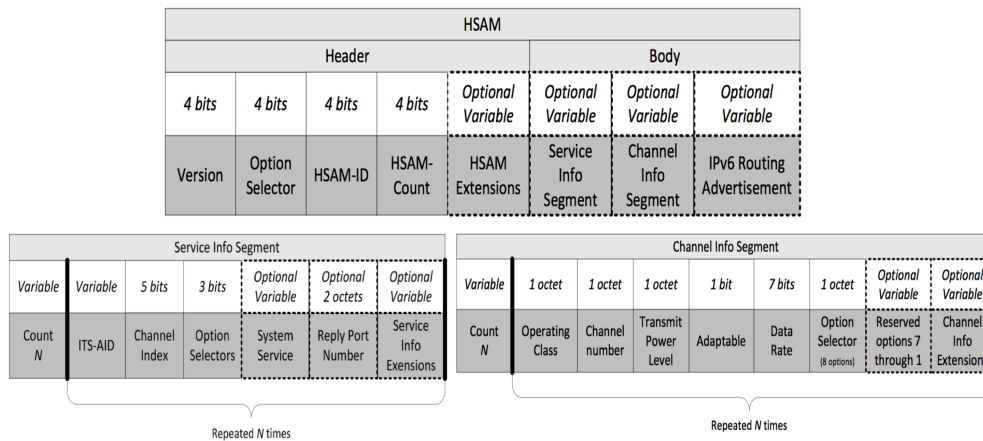 HSAM
Header Body
4 bits 4 bits 4 bits 4 bits Optional Variable Optional Variable Optional Variable Optional Variable
Version Option Selector HSAM-ID HSAM-Count HSAM Extensions Service Info Segment Channel Info Segment IPv6 Routing Advertisement
Service Info Segment
Variable Variable 5 bits 3 bits Optional Variable Optional 2 octets Optional Variable
Count N ITS-AID Channel Index Option Selectors System Service Reply Port Number Service Info Exensions
Repeated N times
Channel Info Segment
Variable 1 octet 1 octet 1 octet 1 bit 7 bits 1 octet Optional Variable Optional Variable
Count N Operating Class Channel number Transmit Power Level Adaptable Data Rate Option Selector (8 options) Reserved options 7 through 1 Channel Info Extension
Repeated N times